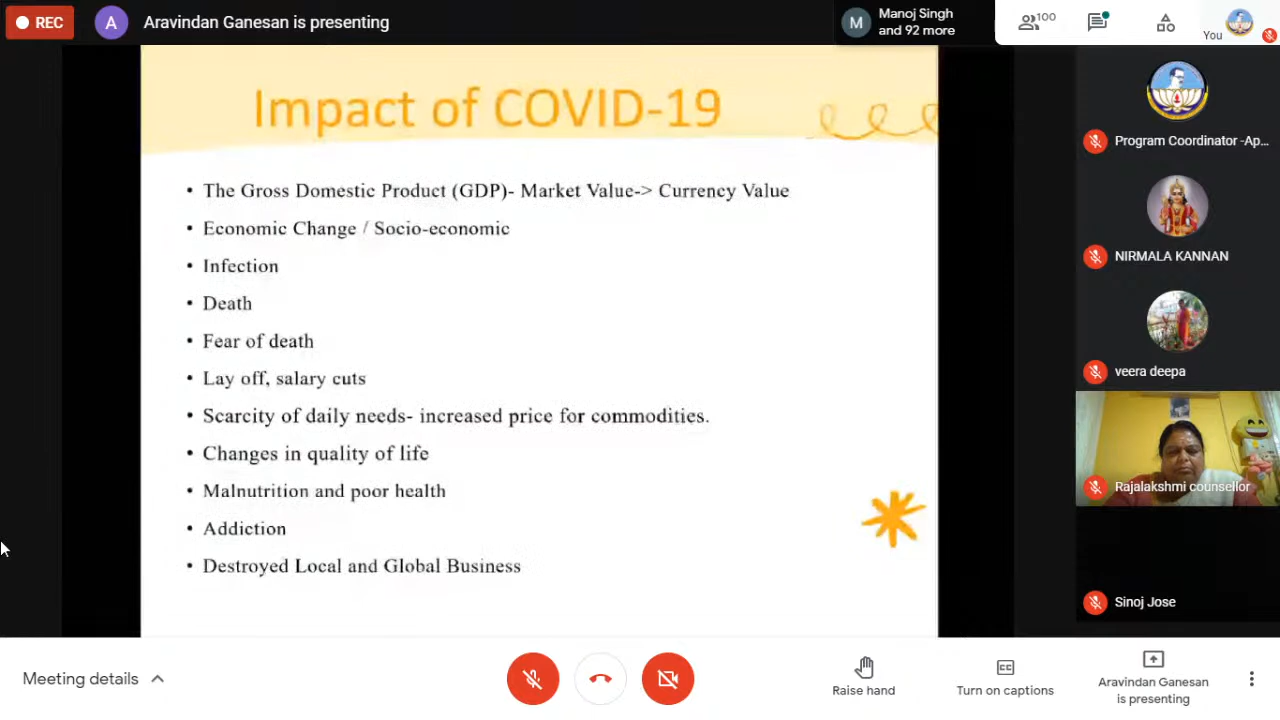 REC
A
Aravindan Ganesan is presenting
M
Manoj Singh
and 92 more
100
You
Impact of COVID-19
• The Gross Domestic Product (GDP)- Market Value-> Currency Value
• Economic Change / Socio-economic
• Infection
• Death
• Fear of death
• Lay off, salary cuts
• Scarcity of daily needs- increased price for commodities.
• Changes in quality of life
• Malnutrition and poor health
• Addiction
• Destroyed Local and Global Business
Program Coordinator -Ap...
NIRMALA KANNAN
veera deepa
Rajalakshmi counsellor
Sinoj Jose
Meeting details
Raise hand
CC
Turn on captions
Aravindan Ganesan
is presenting